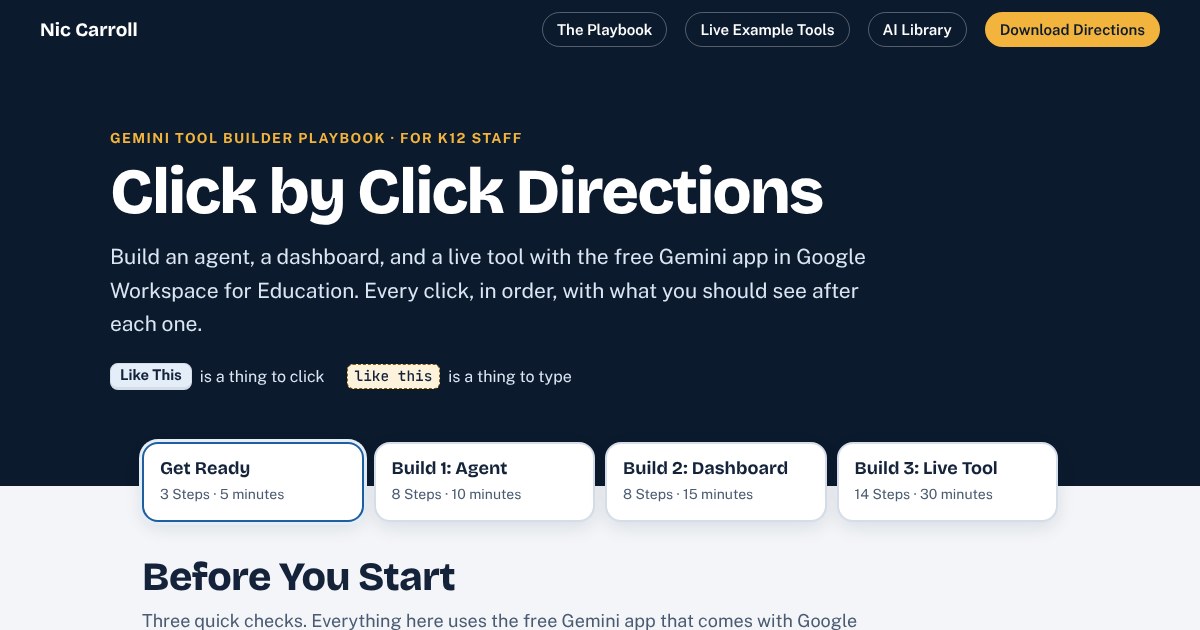 Nic Carroll
The Playbook
Live Example Tools
AI Library
Download Directions
GEMINI TOOL BUILDER PLAYBOOK · FOR K12 STAFF
Click by Click Directions
Build an agent, a dashboard, and a live tool with the free Gemini app in Google
Workspace for Education. Every click, in order, with what you should see after
each one.
Like This is a thing to click like this is a thing to type
Get Ready
3 Steps · 5 minutes
Build 1: Agent
8 Steps · 10 minutes
Build 2: Dashboard
8 Steps · 15 minutes
Build 3: Live Tool
14 Steps · 30 minutes
Before You Start
Three quick checks. Everything here uses the free Gemini app that comes with Google